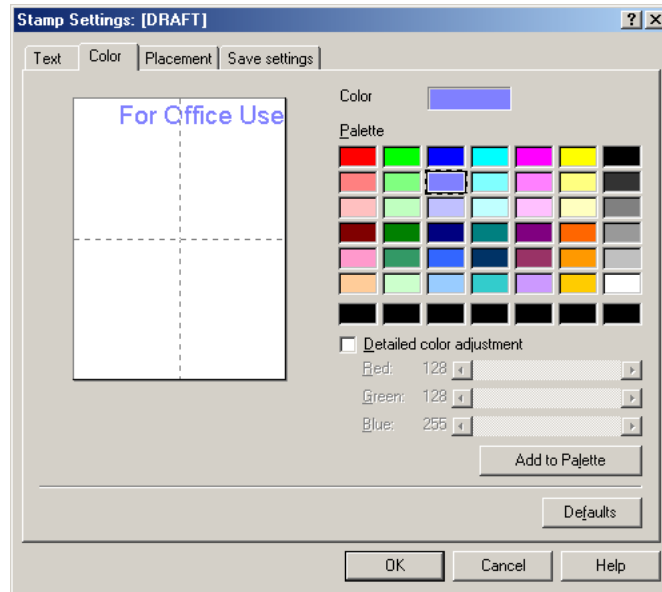 Stamp Settings: [DRAFT]
Text Color Placement Save settings
For Office Use
Color
Palette
Detailed color adjustment
Red: 128
Green: 128
Blue: 255
Add to Palette
Defaults
OK Cancel Help